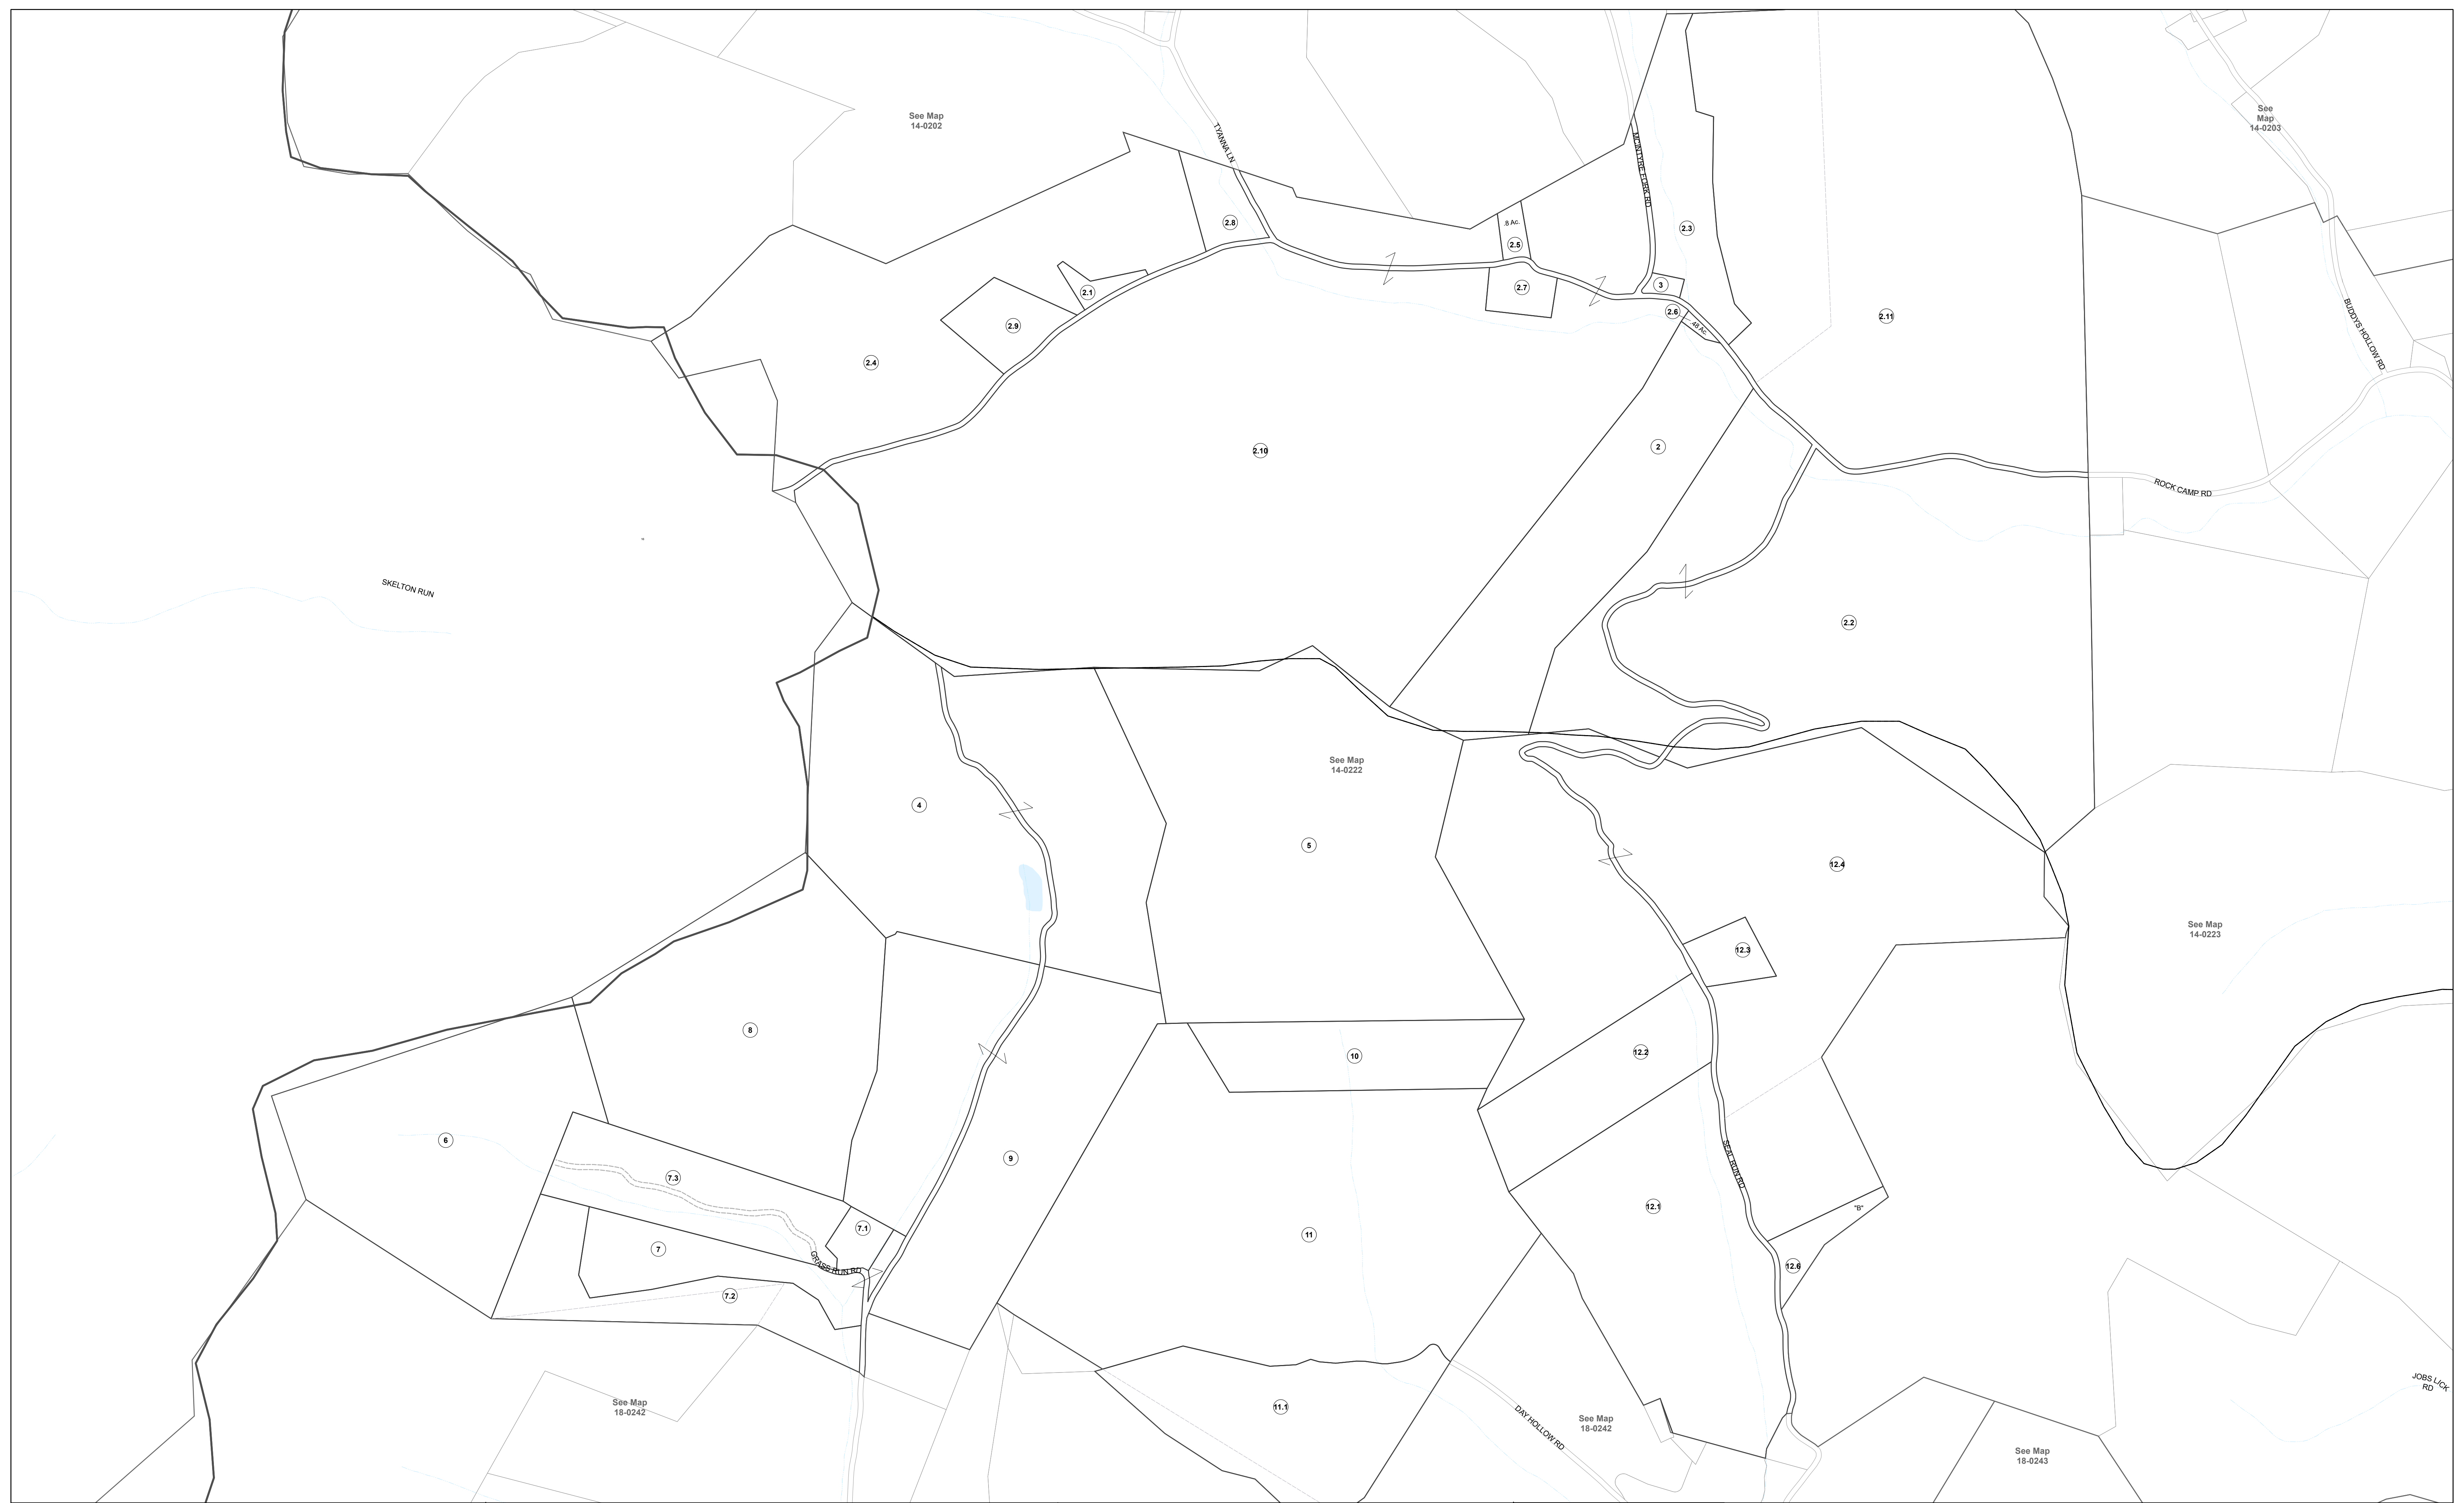 See Map
14-0202
See
Map
14-0203
TYANNA LN
MCINTYRE FORK RD
2.8
.8 Ac.
2.5
2.3
2.1
2.7
3
2.9
2.6
.48 Ac.
2.11
BUDDYS HOLLOW RD
2.4
2.10
2
ROCK CAMP RD
SKELTON RUN
2.2
See Map
14-0222
4
5
12.4
See Map
14-0223
12.3
8
10
12.2
6
9
7.3
SEAL RUN RD
12.1
"B"
7.1
11
7
GRASS RUN RD
12.6
7.2
JOBS LICK
RD
See Map
18-0242
11.1
DAY HOLLOW RD
See Map
18-0242
See Map
18-0243